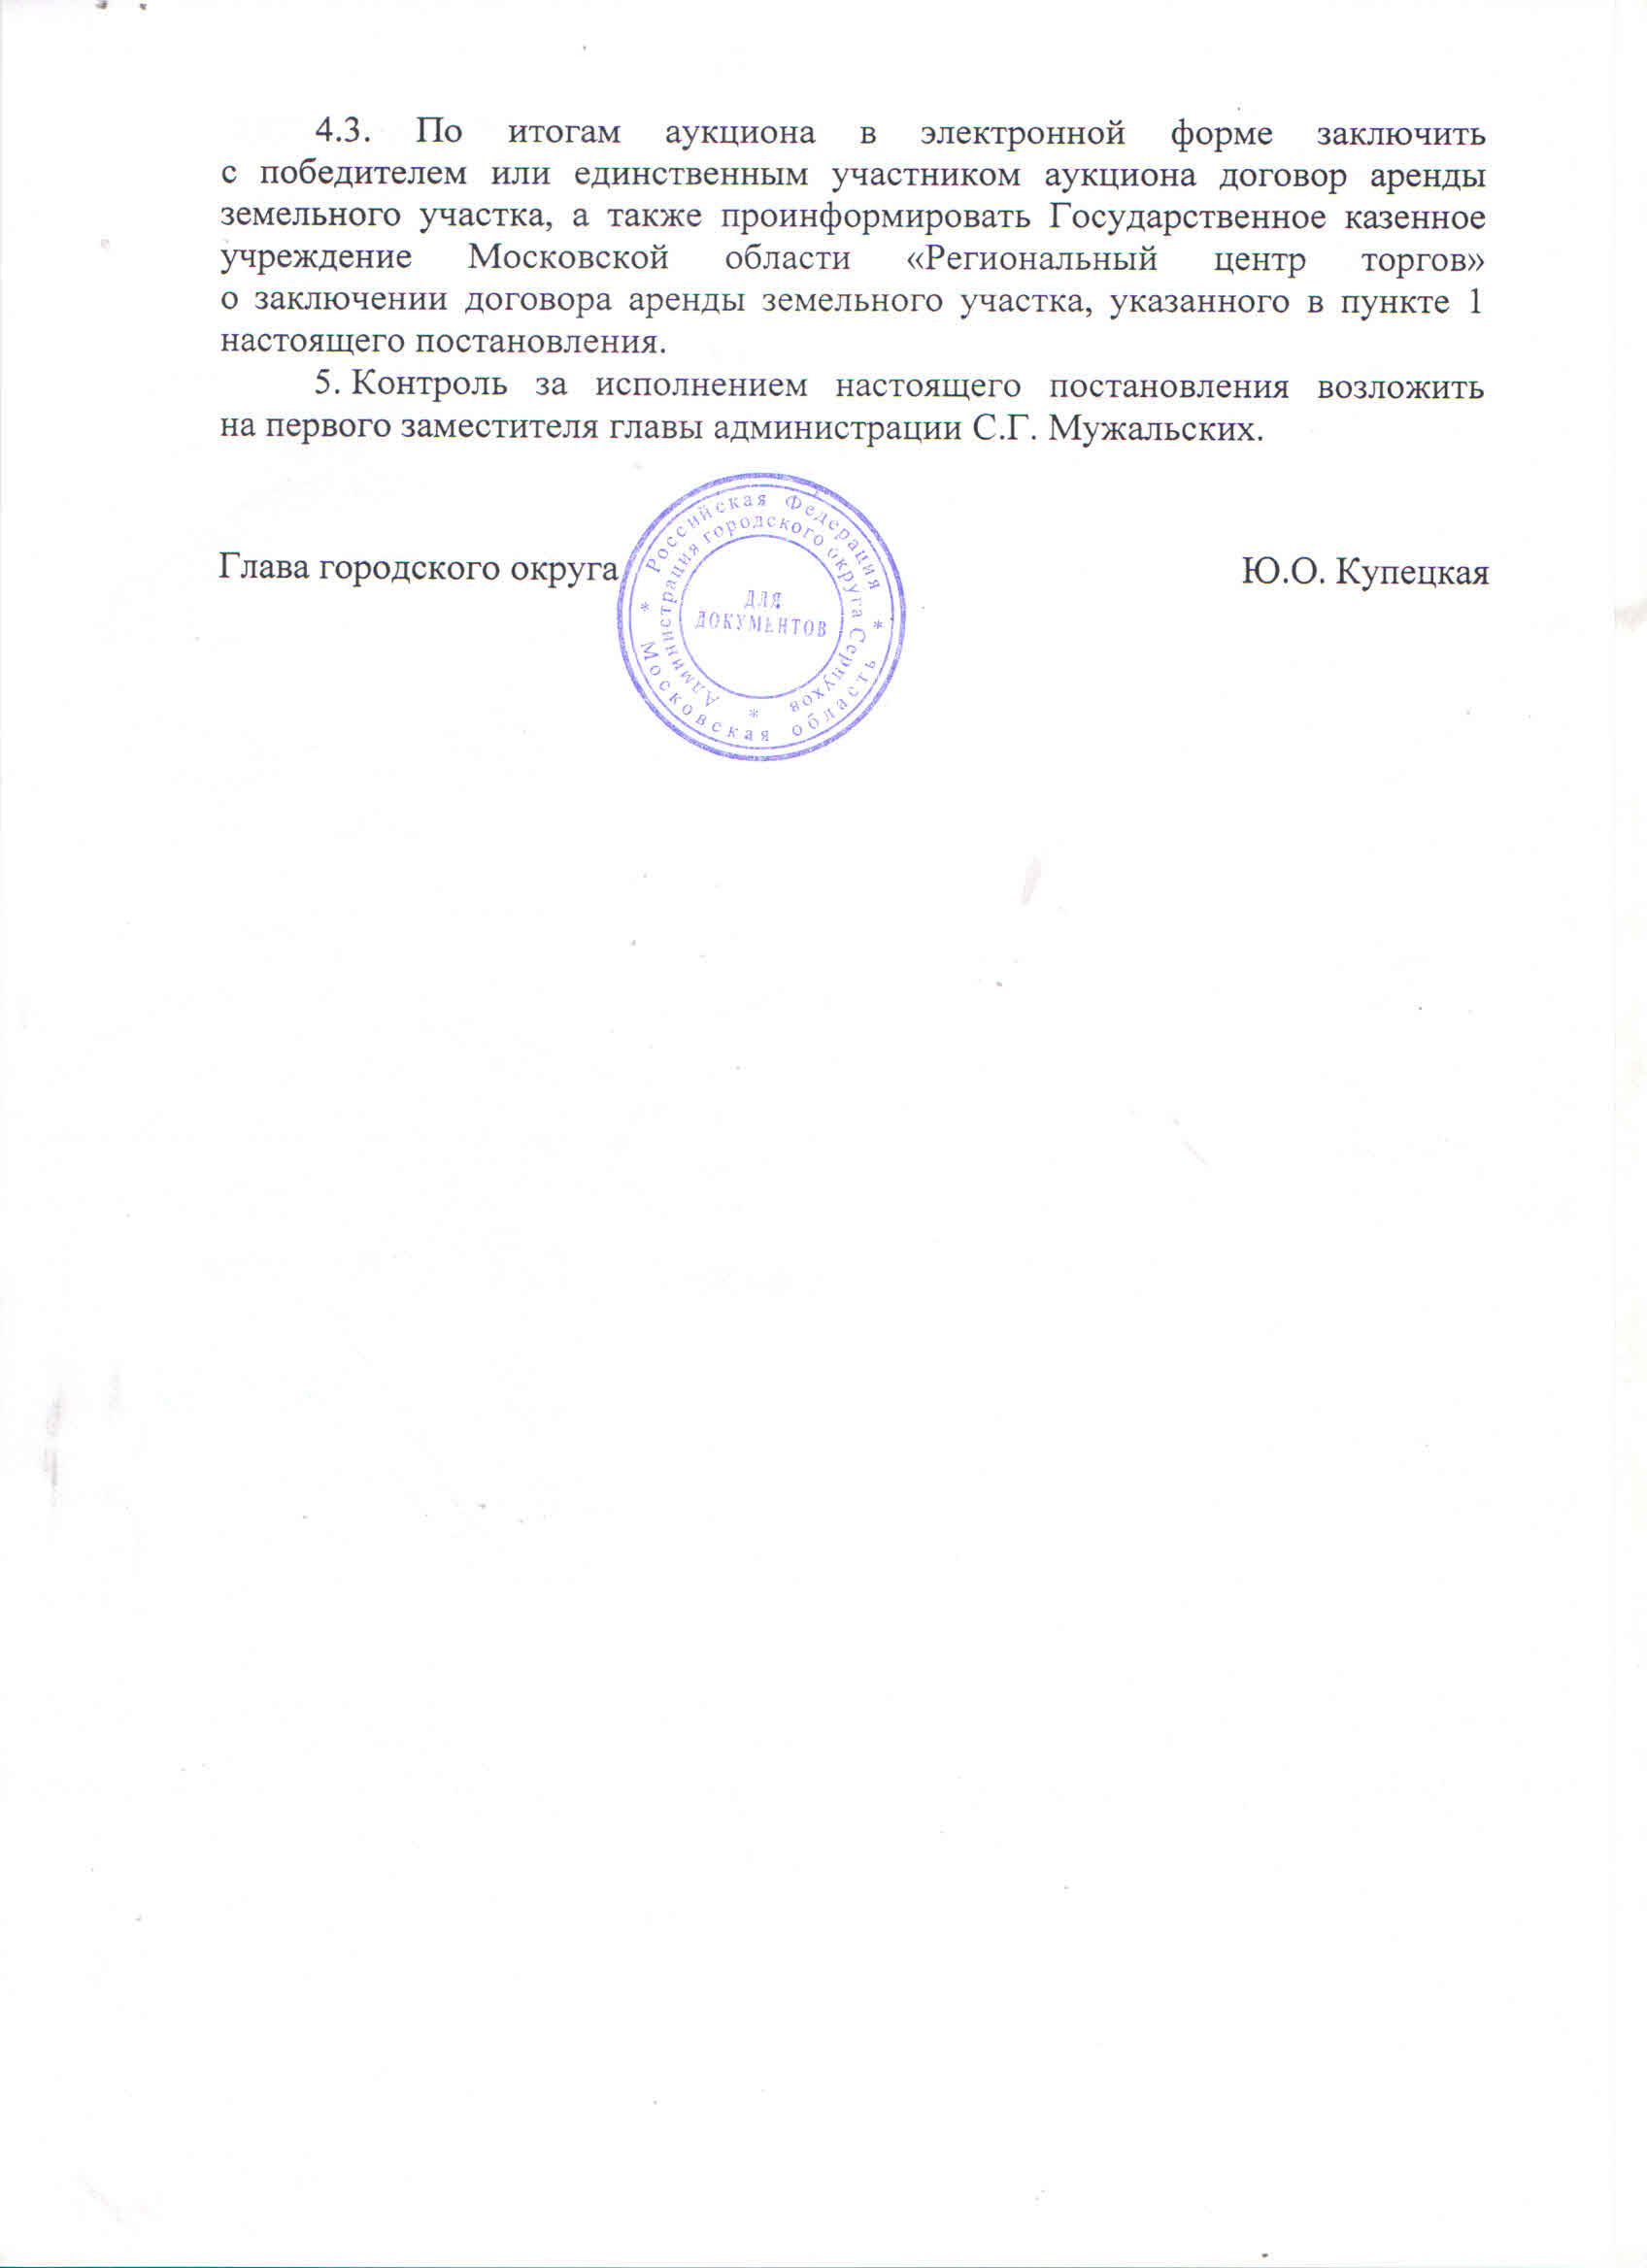 4.3. По итогам аукциона в электронной форме заключить
с победителем или единственным участником аукциона договор аренды
земельного участка, а также проинформировать Государственное казенное
учреждение Московской области «Региональный центр торгов»
о заключении договора аренды земельного участка, указанного в пункте 1
настоящего постановления.
5. Контроль за исполнением настоящего постановления возложить
на первого заместителя главы администрации С.Г. Мужальских.
Глава городского округа
Ю.О. Купецкая
Российская Федерация
* Московская область *
Администрация городского округа Серпухов *
ДЛЯ
ДОКУМЕНТОВ